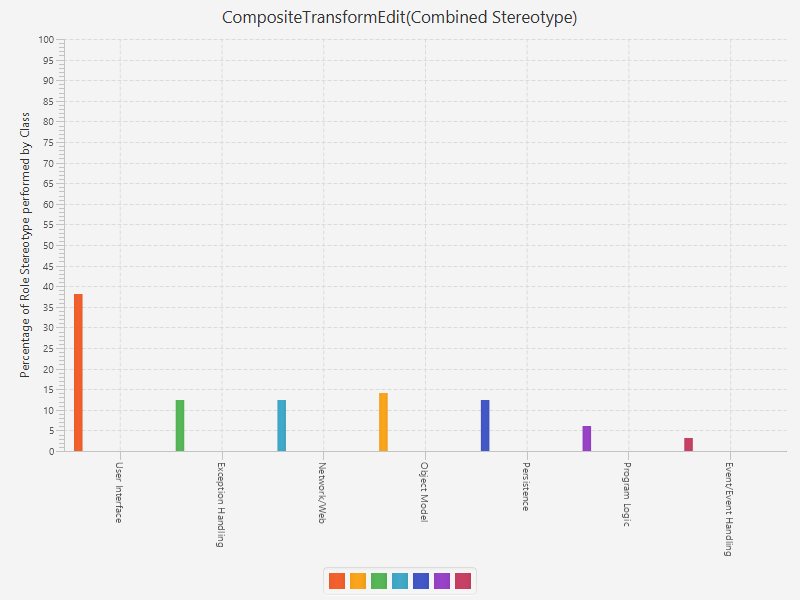 CompositeTransformEdit(Combined Stereotype)
Percentage of Role Stereotype performed by Class
100
95
90
85
80
75
70
65
60
55
50
45
40
35
30
25
20
15
10
5
0
User Interface
Exception Handling
Network/Web
Object Model
Persistence
Program Logic
Event/Event Handling